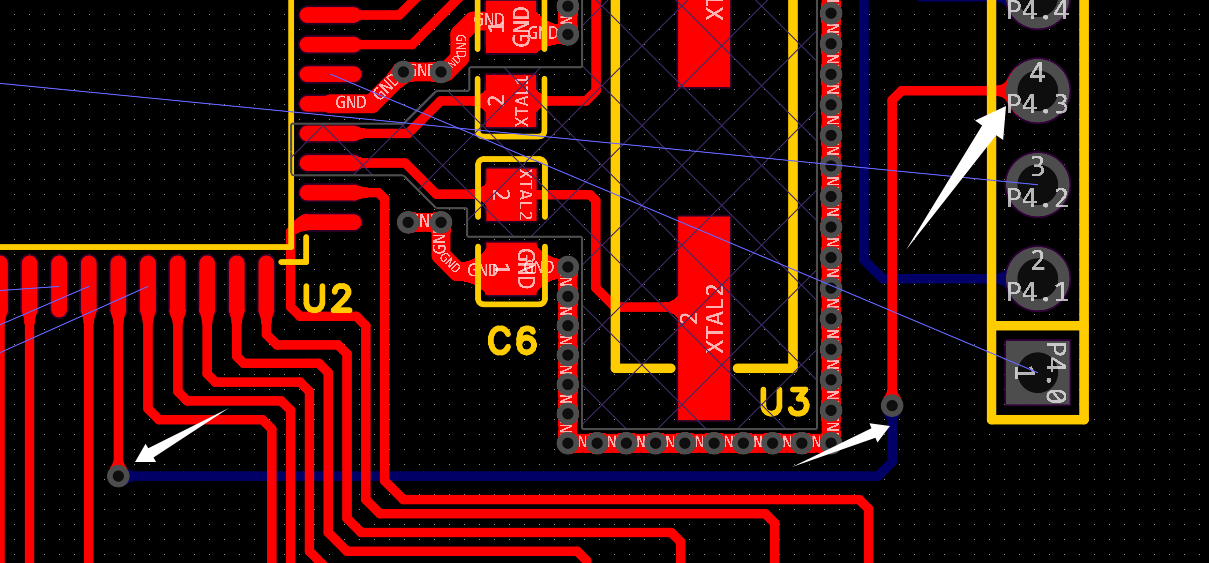 P4.4
GND
1
GND
GND
GND
GND
GND
GND
2
XTAL1
XT
4
P4.3
3
P4.2
2
XTAL2
GND
GND
GND
1
GND
GND
2
P4.1
U2
C6
2
XTAL2
U3
1
P4.0
N N N N N N N N